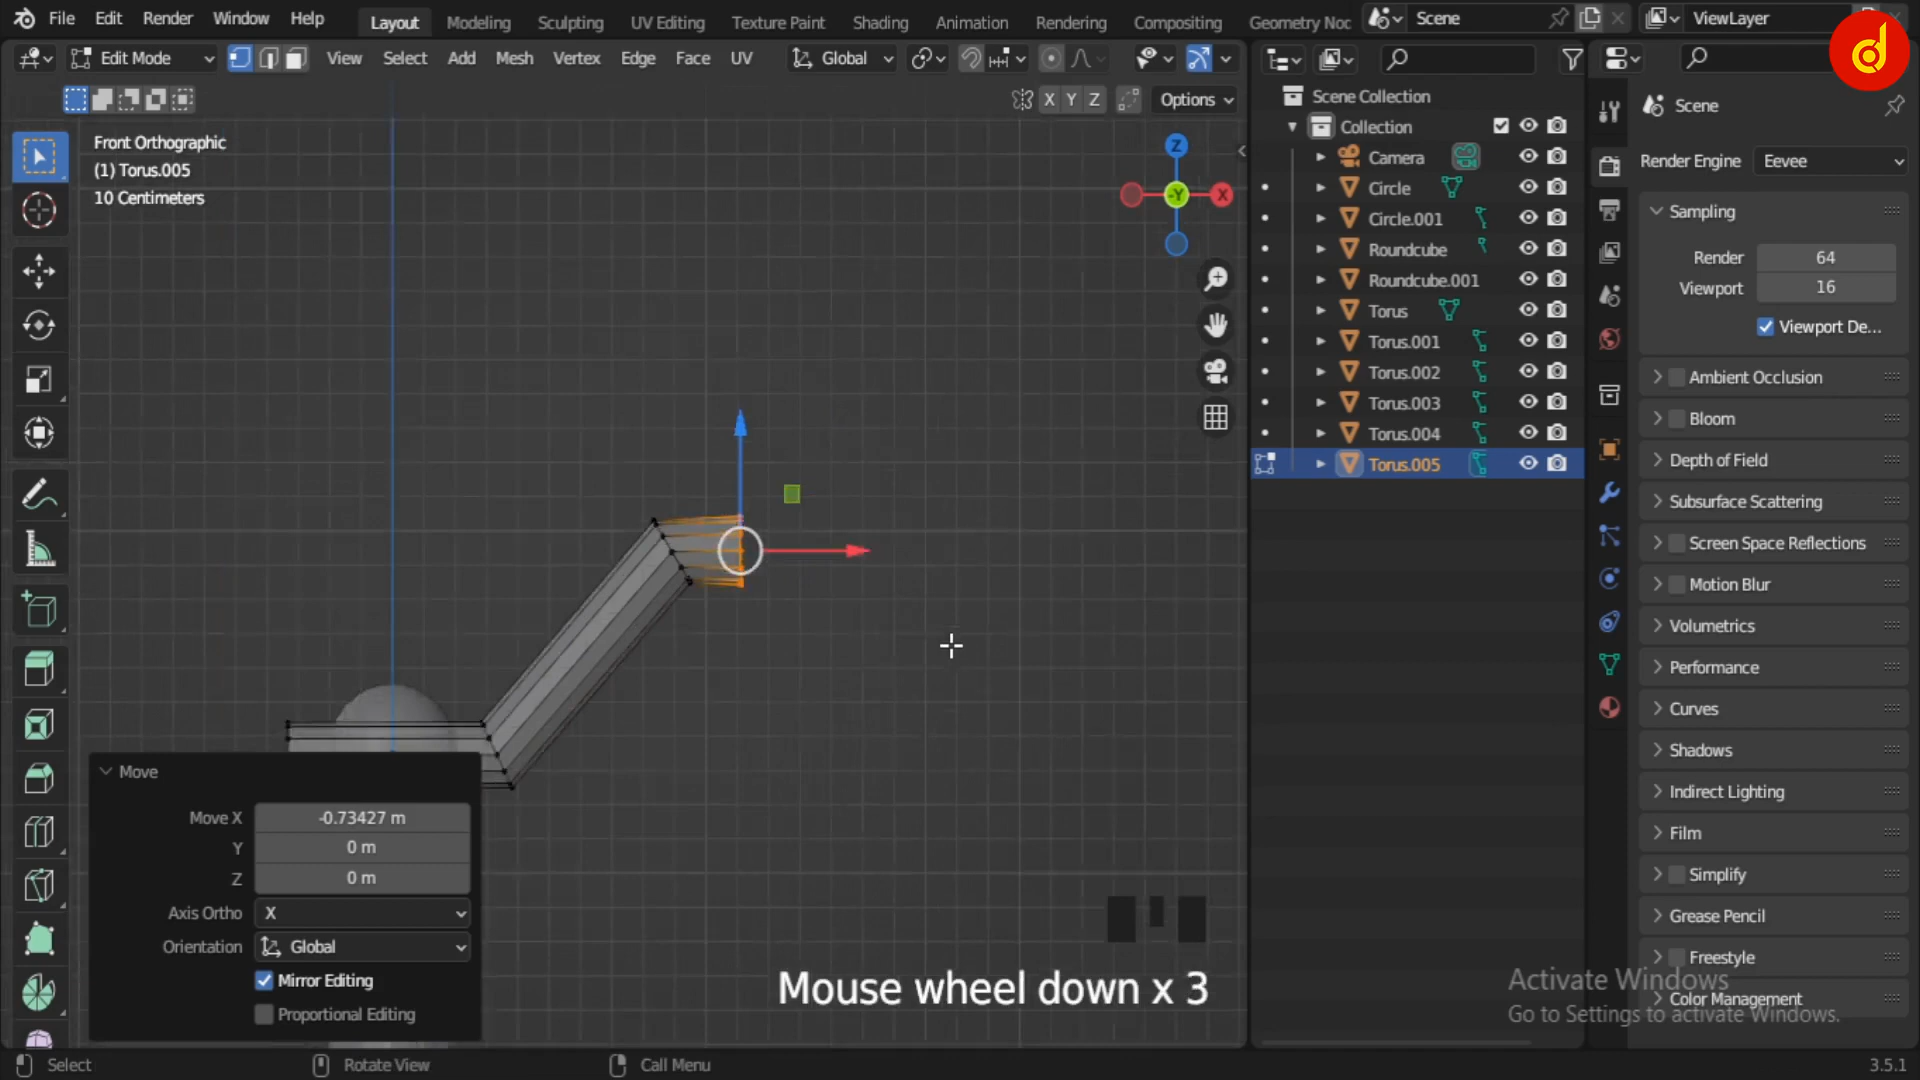 File Edit Render Window Help Layout Modeling Sculpting UV Editing Texture Paint Shading Animation Rendering Compositing Geometry Noc Scene ViewLayer
Edit Mode View Select Add Mesh Vertex Edge Face UV Global
X Y Z Options
Front Orthographic
(1) Torus.005
10 Centimeters
Z
-Y
X
Scene Collection
Collection
Camera
Circle
Circle.001
Roundcube
Roundcube.001
Torus
Torus.001
Torus.002
Torus.003
Torus.004
Torus.005
Scene
Render Engine Eevee
Sampling
Render 64
Viewport 16
Viewport De...
Ambient Occlusion
Bloom
Depth of Field
Subsurface Scattering
Screen Space Reflections
Motion Blur
Volumetrics
Performance
Curves
Shadows
Indirect Lighting
Film
Simplify
Grease Pencil
Freestyle
Color Management
Move
Move X -0.73427 m
Y 0 m
Z 0 m
Axis Ortho X
Orientation Global
Mirror Editing
Proportional Editing
Mouse wheel down x 3
Activate Windows
Go to Settings to activate Windows.
Select Rotate View Call Menu 3.5.1